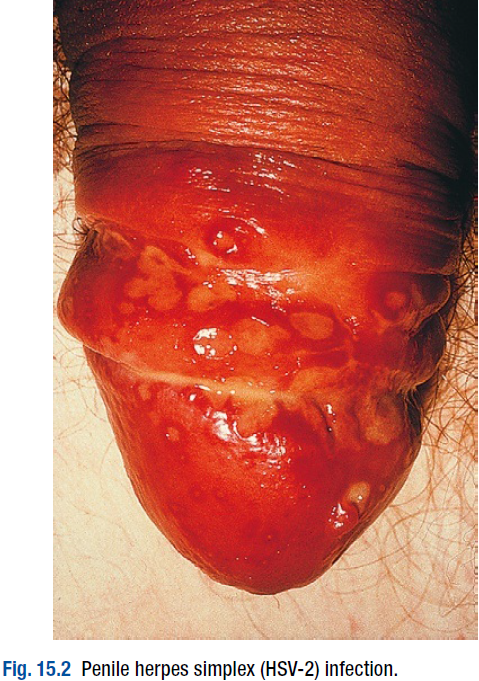 Fig. 15.2 Penile herpes simplex (HSV-2) infection.